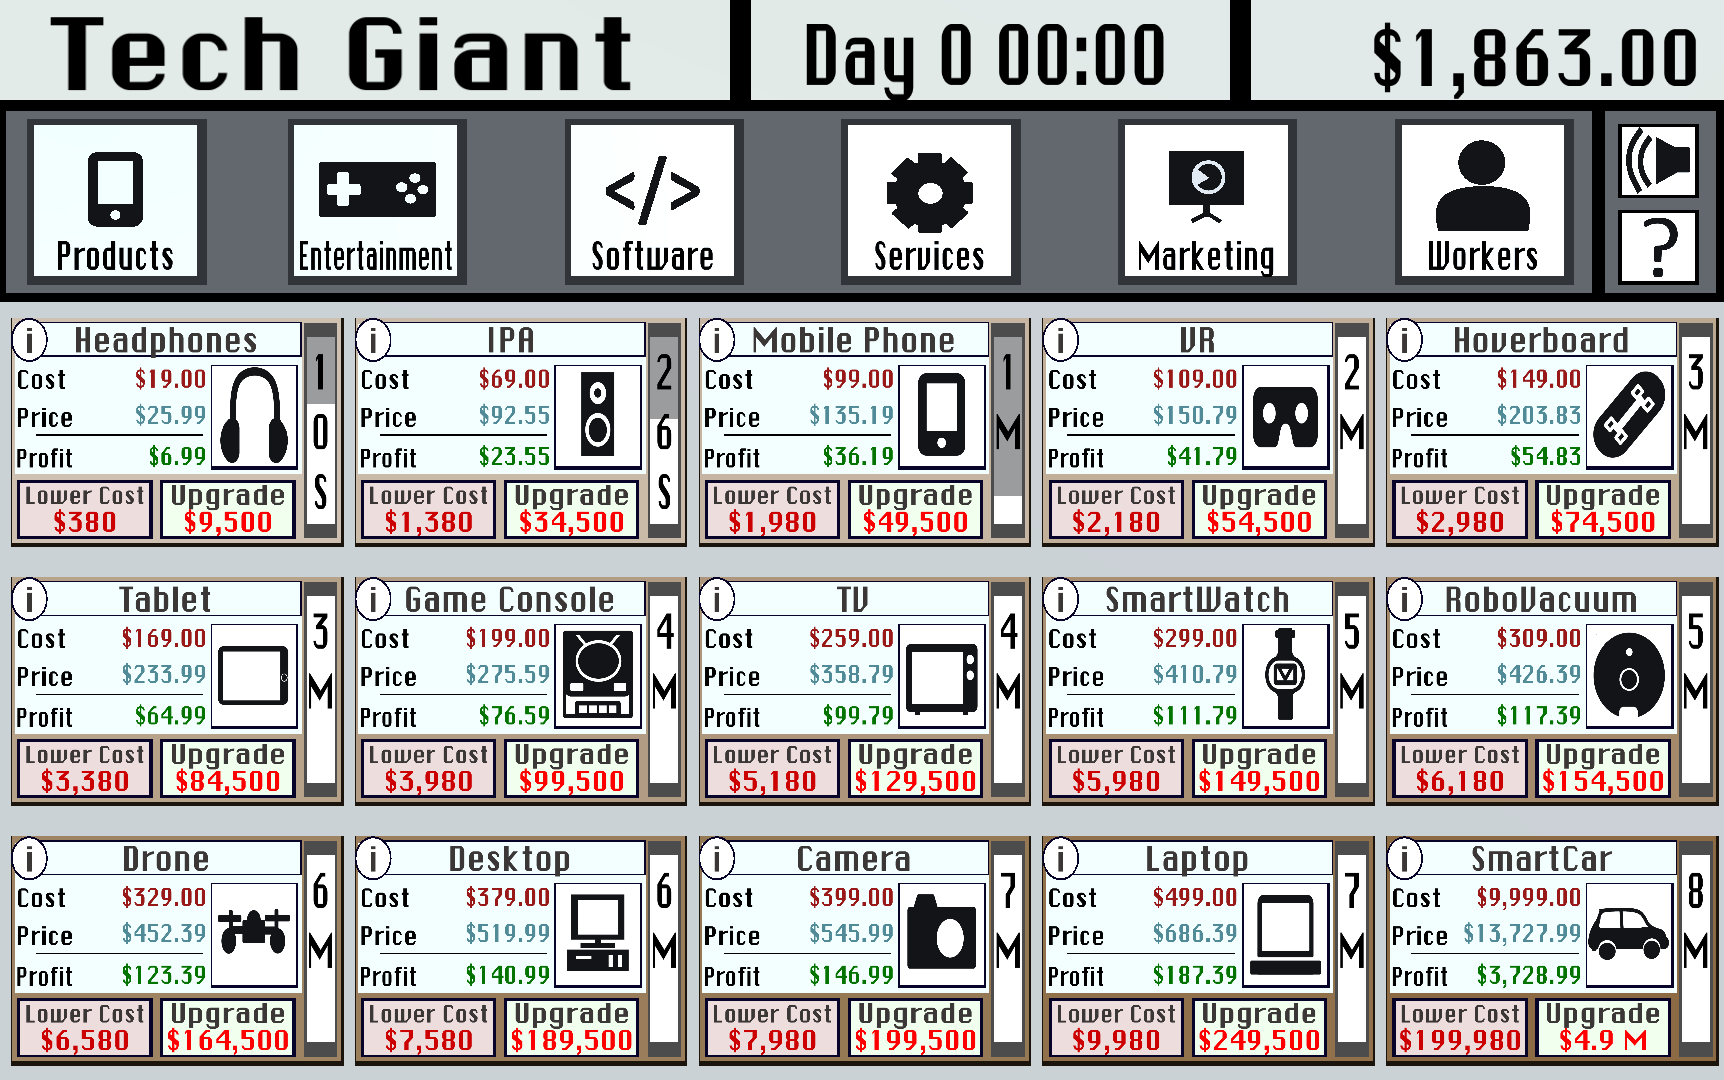 Tech Giant
Day 0 00:00
$1,863.00
Products
Entertainment
</>
Software
Services
Marketing
Workers
?
i Headphones
Cost $19.00
Price $25.99
Profit $6.99
Lower Cost
$380
Upgrade
$9,500
10S
i IPA
Cost $69.00
Price $92.55
Profit $23.55
Lower Cost
$1,380
Upgrade
$34,500
26S
i Mobile Phone
Cost $99.00
Price $135.19
Profit $36.19
Lower Cost
$1,980
Upgrade
$49,500
1M
i VR
Cost $109.00
Price $150.79
Profit $41.79
Lower Cost
$2,180
Upgrade
$54,500
2M
i Hoverboard
Cost $149.00
Price $203.83
Profit $54.83
Lower Cost
$2,980
Upgrade
$74,500
3M
i Tablet
Cost $169.00
Price $233.99
Profit $64.99
Lower Cost
$3,380
Upgrade
$84,500
3M
i Game Console
Cost $199.00
Price $275.59
Profit $76.59
Lower Cost
$3,980
Upgrade
$99,500
4M
i TV
Cost $259.00
Price $358.79
Profit $99.79
Lower Cost
$5,180
Upgrade
$129,500
4M
i SmartWatch
Cost $299.00
Price $410.79
Profit $111.79
Lower Cost
$5,980
Upgrade
$149,500
5M
i RoboVacuum
Cost $309.00
Price $426.39
Profit $117.39
Lower Cost
$6,180
Upgrade
$154,500
5M
i Drone
Cost $329.00
Price $452.39
Profit $123.39
Lower Cost
$6,580
Upgrade
$164,500
6M
i Desktop
Cost $379.00
Price $519.99
Profit $140.99
Lower Cost
$7,580
Upgrade
$189,500
6M
i Camera
Cost $399.00
Price $545.99
Profit $146.99
Lower Cost
$7,980
Upgrade
$199,500
7M
i Laptop
Cost $499.00
Price $686.39
Profit $187.39
Lower Cost
$9,980
Upgrade
$249,500
7M
i SmartCar
Cost $9,999.00
Price $13,727.99
Profit $3,728.99
Lower Cost
$199,980
Upgrade
$4.9 M
8M